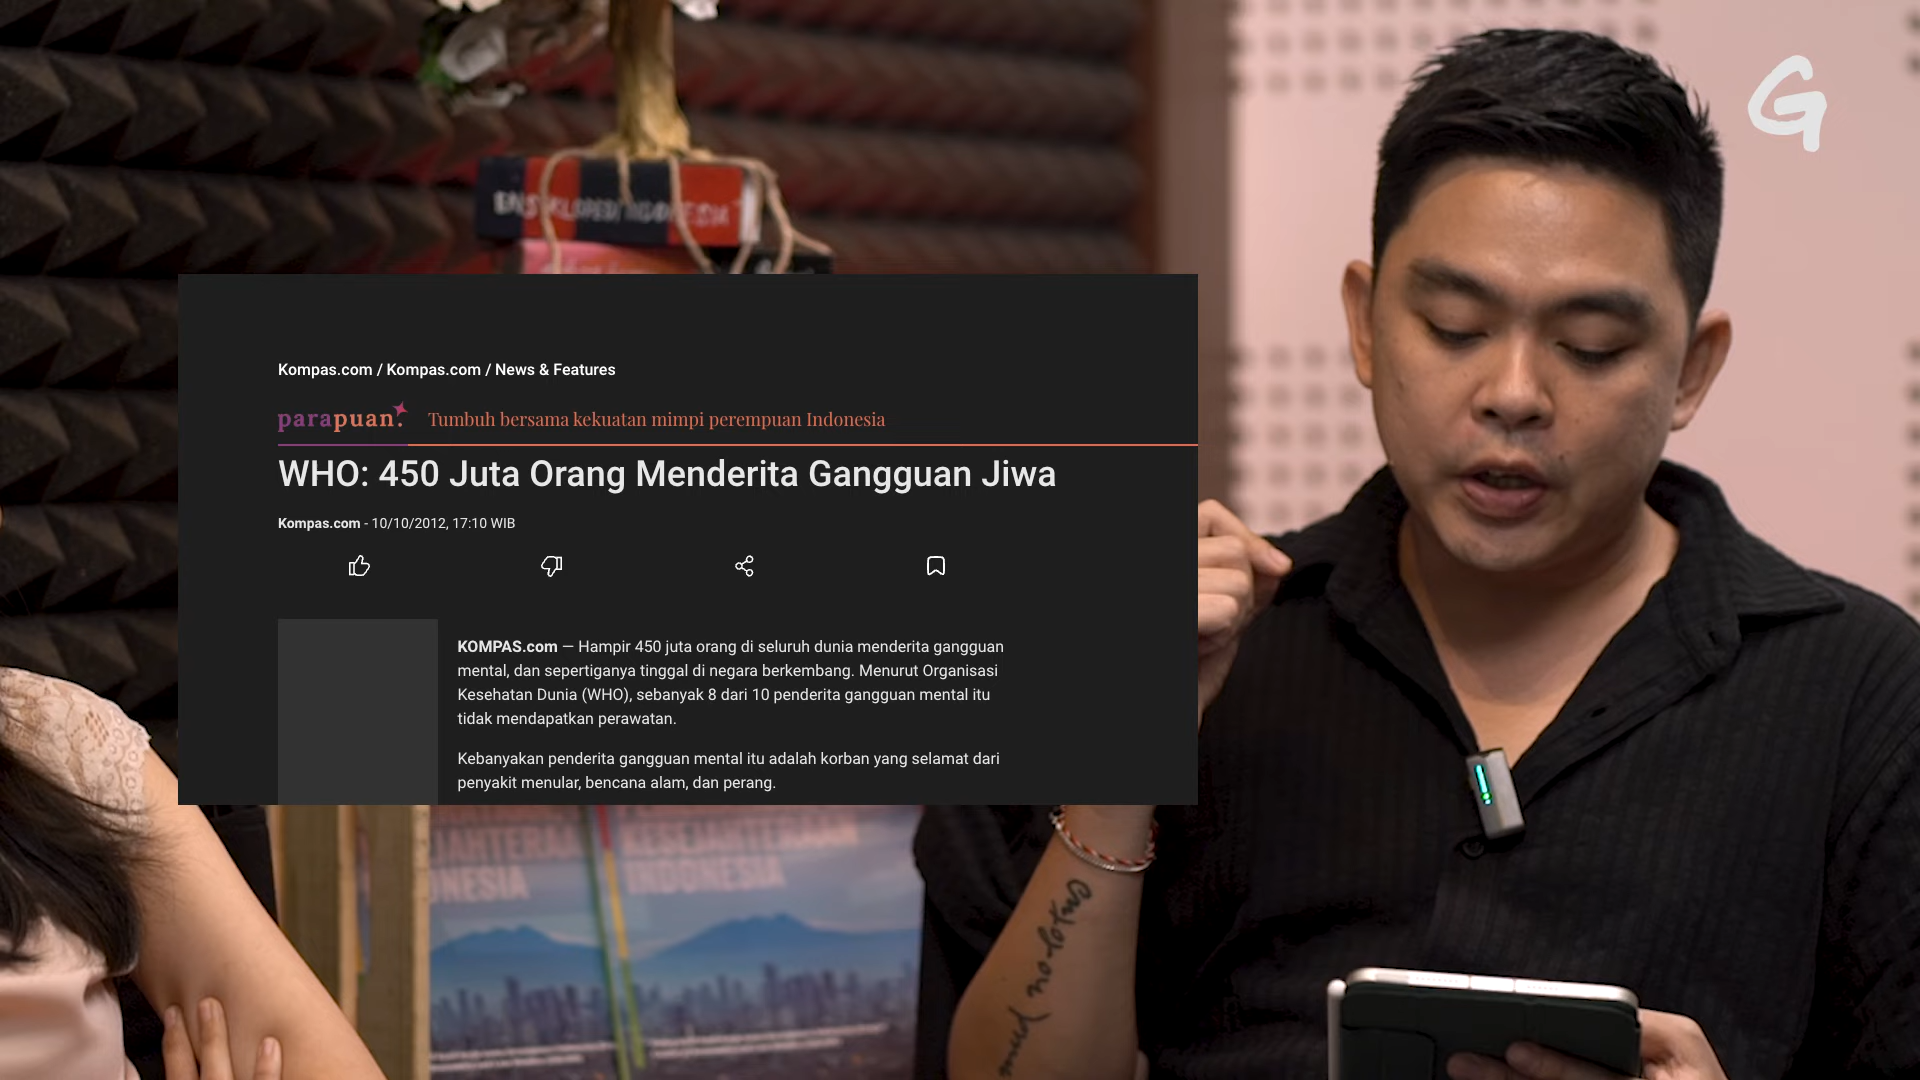 G
ENSIKLOPEDI INDONESIA
Kompas.com / Kompas.com / News & Features
parapuan.
Tumbuh bersama kekuatan mimpi perempuan Indonesia
WHO: 450 Juta Orang Menderita Gangguan Jiwa
Kompas.com - 10/10/2012, 17:10 WIB
KOMPAS.com — Hampir 450 juta orang di seluruh dunia menderita gangguan
mental, dan sepertiganya tinggal di negara berkembang. Menurut Organisasi
Kesehatan Dunia (WHO), sebanyak 8 dari 10 penderita gangguan mental itu
tidak mendapatkan perawatan.
Kebanyakan penderita gangguan mental itu adalah korban yang selamat dari
penyakit menular, bencana alam, dan perang.
KESEJAHTERAAN
INDONESIA